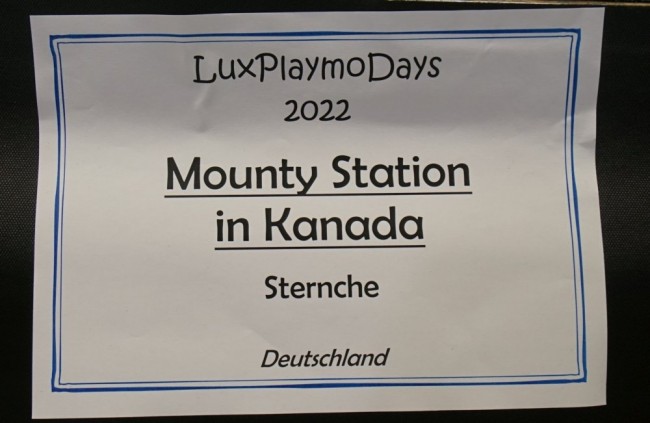 LuxPlaymoDays
2022
Mounty Station
in Kanada
Sternche
Deutschland